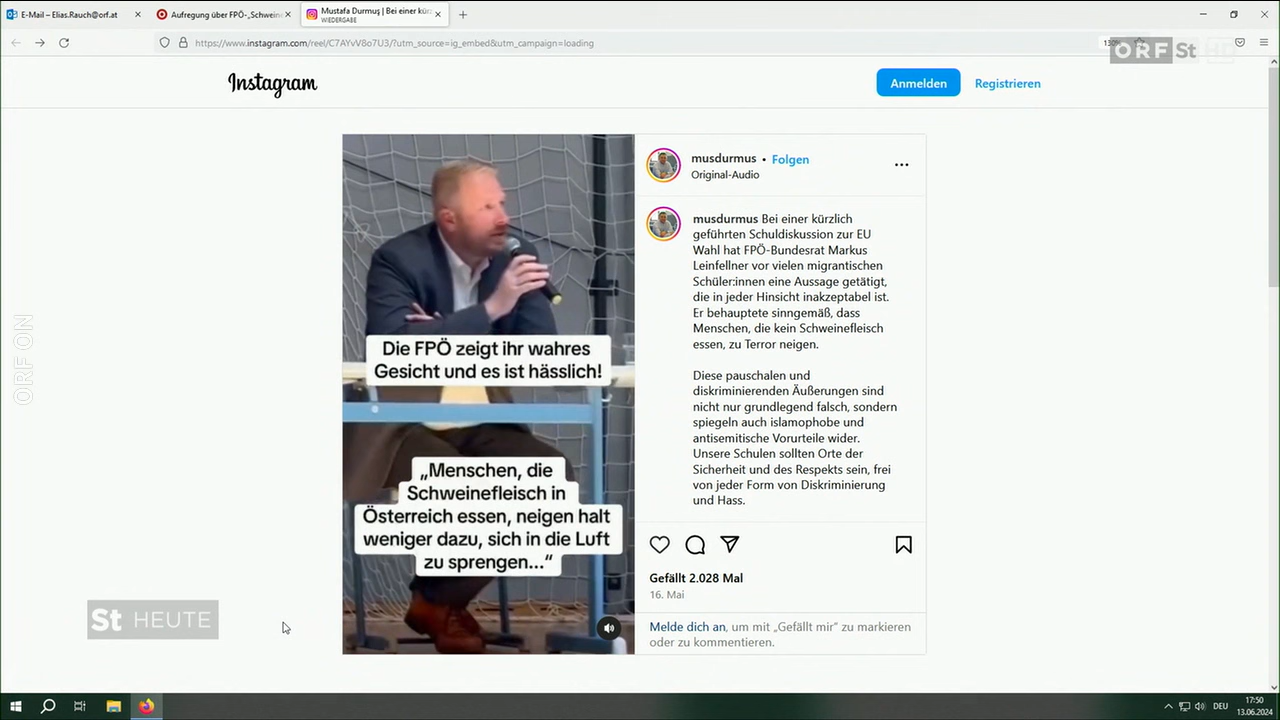 E-Mail – Elias.Rauch@orf.at
Aufregung über FPÖ-„Schweine
Mustafa Durmuş | Bei einer kürz
WIEDERGABE
https://www.instagram.com/reel/C7AYvV8o7U3/?utm_source=ig_embed&utm_campaign=loading
130%
ORF St HD
Instagram
Anmelden
Registrieren
musdurmus • Folgen
Original-Audio
musdurmus Bei einer kürzlich
geführten Schuldiskussion zur EU
Wahl hat FPÖ-Bundesrat Markus
Leinfellner vor vielen migrantischen
Schüler:innen eine Aussage getätigt,
die in jeder Hinsicht inakzeptabel ist.
Er behauptete sinngemäß, dass
Menschen, die kein Schweinefleisch
essen, zu Terror neigen.
Diese pauschalen und
diskriminierenden Äußerungen sind
nicht nur grundlegend falsch, sondern
spiegeln auch islamophobe und
antisemitische Vorurteile wider.
Unsere Schulen sollten Orte der
Sicherheit und des Respekts sein, frei
von jeder Form von Diskriminierung
und Hass.
Die FPÖ zeigt ihr wahres
Gesicht und es ist hässlich!
„Menschen, die
Schweinefleisch in
Österreich essen, neigen halt
weniger dazu, sich in die Luft
zu sprengen...“
Gefällt 2.028 Mal
16. Mai
Melde dich an, um mit „Gefällt mir“ zu markieren
oder zu kommentieren.
ORF ON
St HEUTE
DEU
17:50
13.06.2024